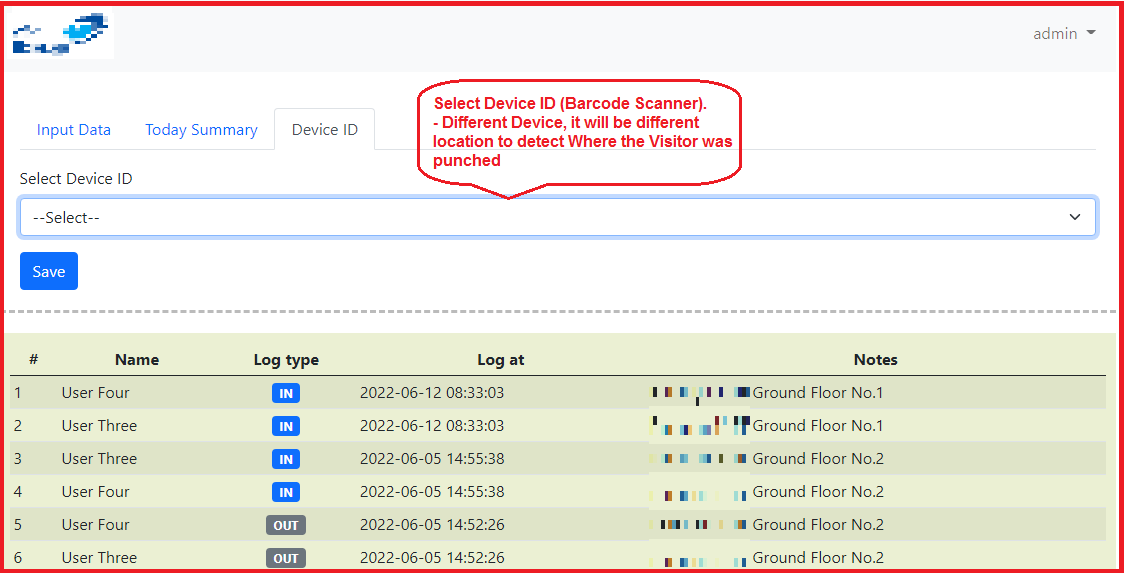 admin
Select Device ID (Barcode Scanner).
- Different Device, it will be different
location to detect Where the Visitor was
punched
Input Data Today Summary Device ID
Select Device ID
--Select--
Save
# Name Log type Log at Notes
1 User Four IN 2022-06-12 08:33:03 Ground Floor No.1
2 User Three IN 2022-06-12 08:33:03 Ground Floor No.1
3 User Three IN 2022-06-05 14:55:38 Ground Floor No.2
4 User Four IN 2022-06-05 14:55:38 Ground Floor No.2
5 User Four OUT 2022-06-05 14:52:26 Ground Floor No.2
6 User Three OUT 2022-06-05 14:52:26 Ground Floor No.2